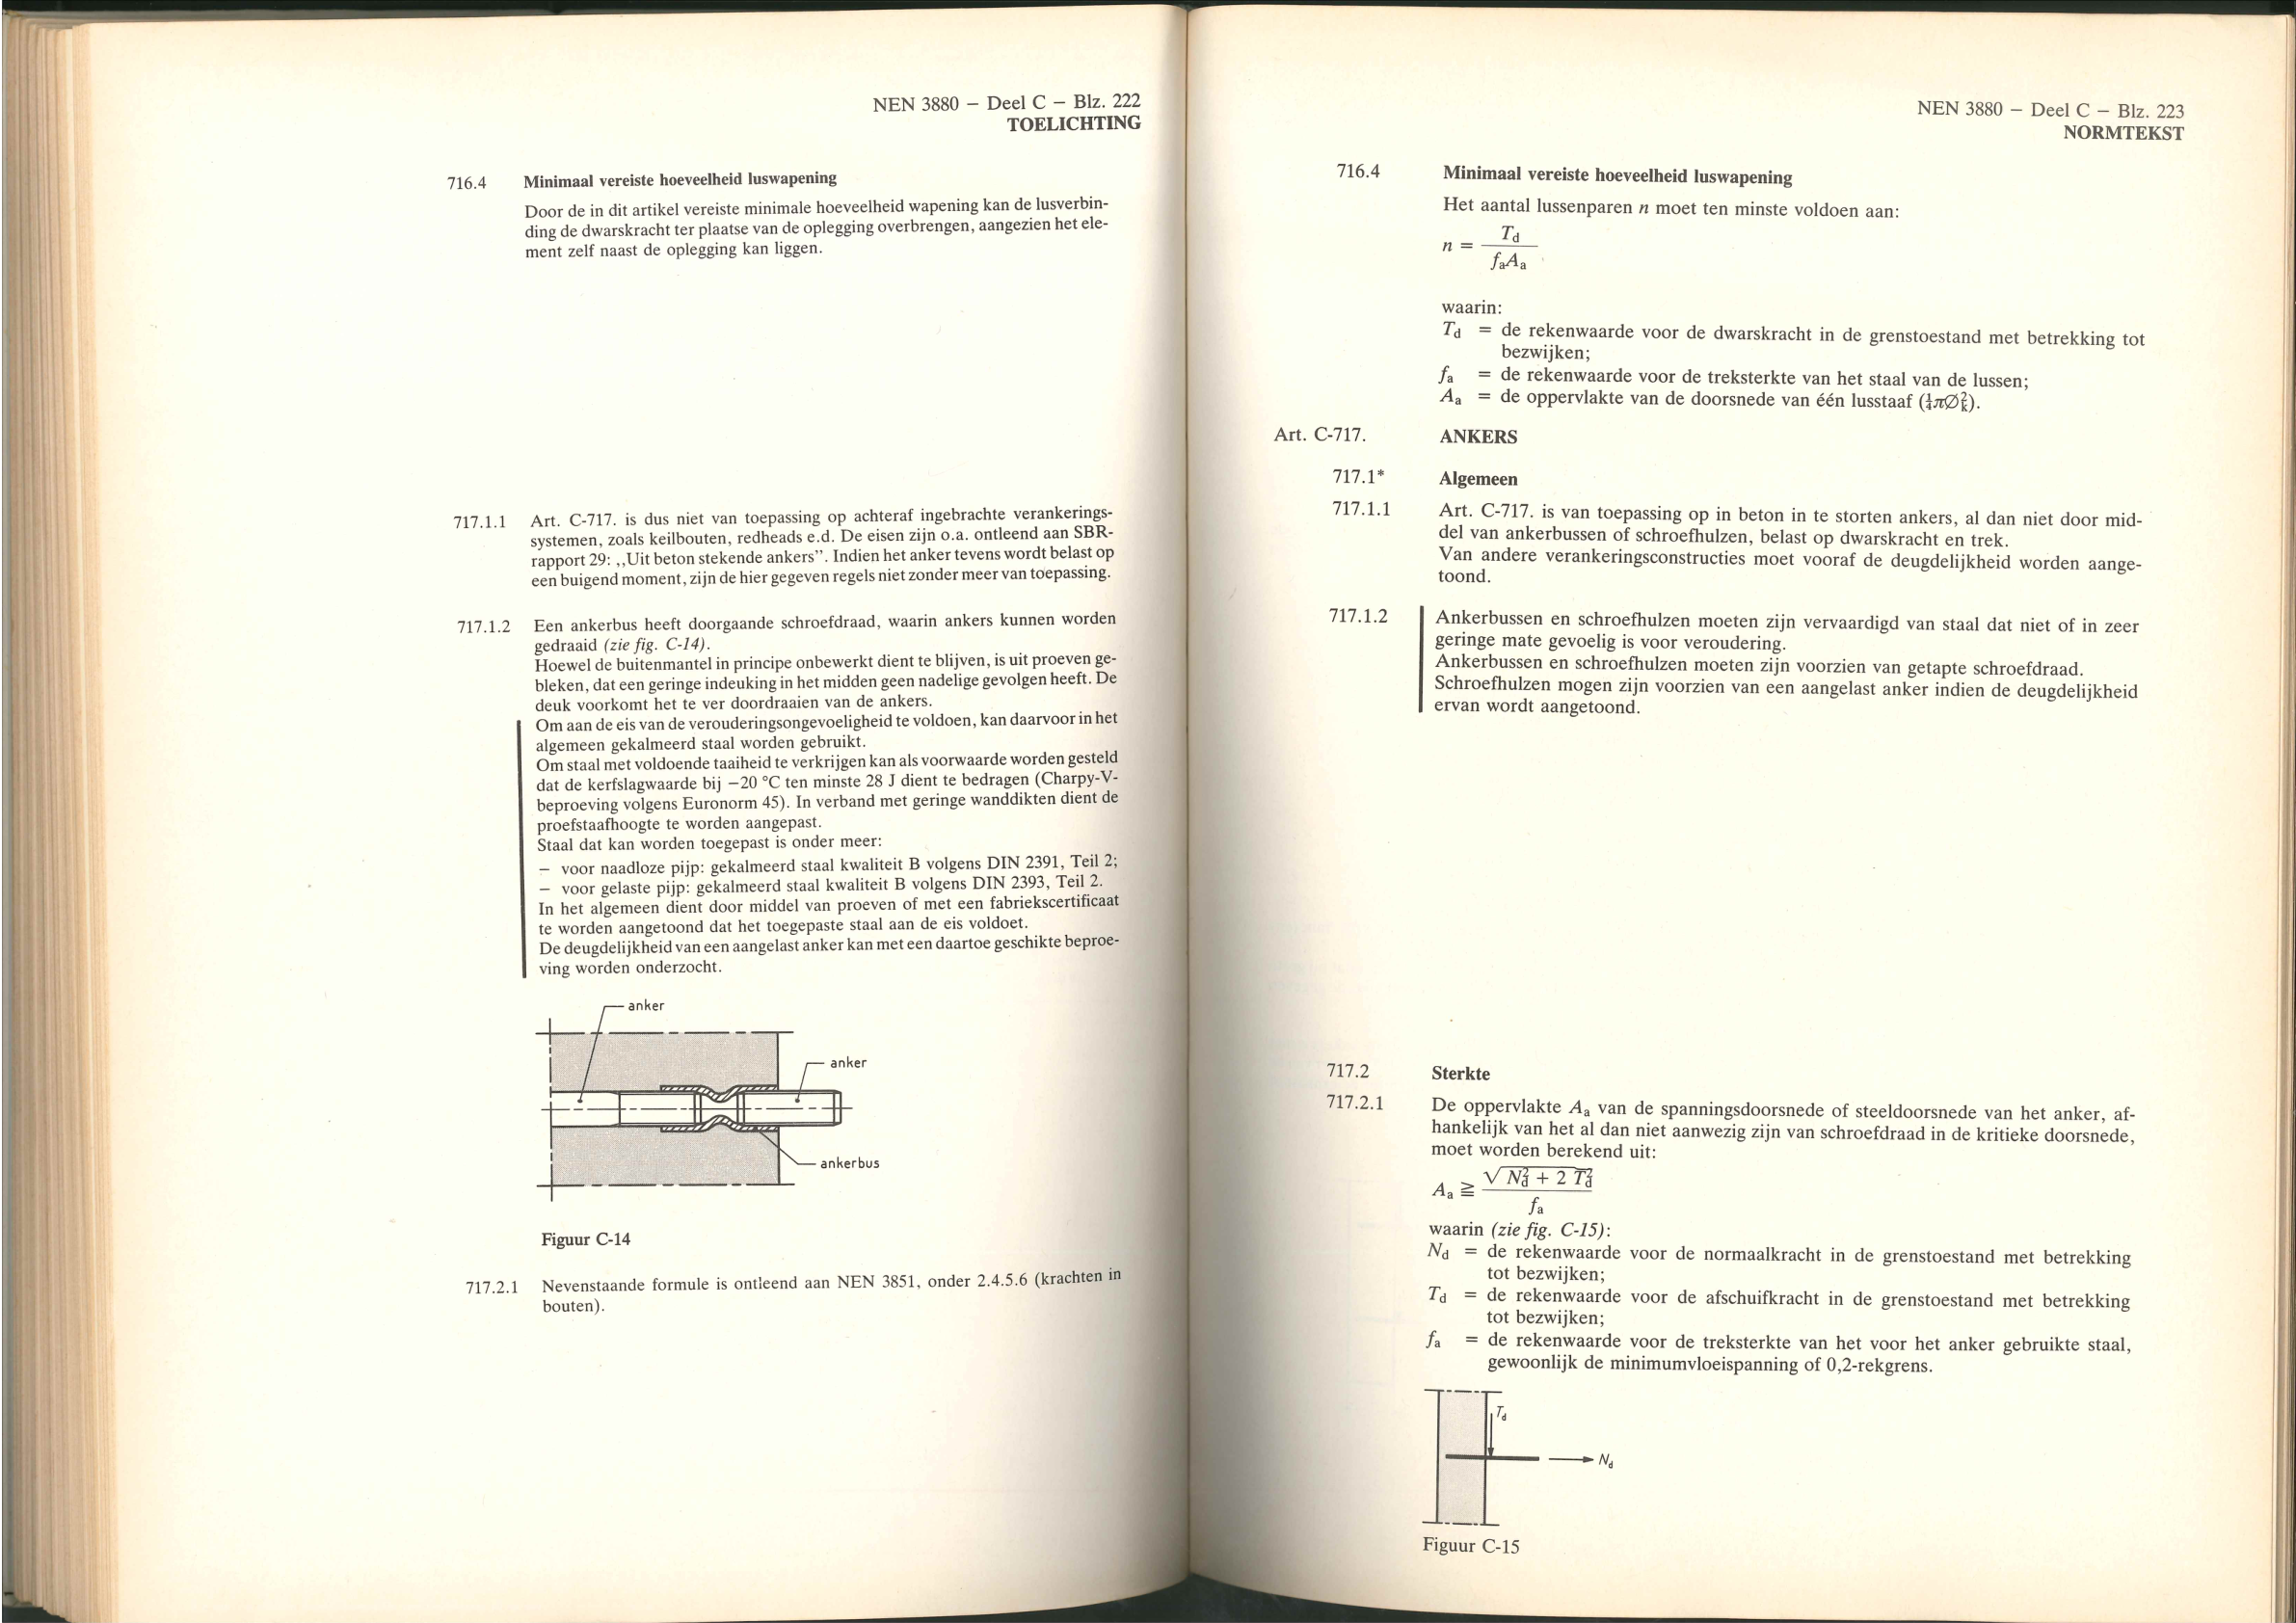 NEN 3880 – Deel C – Blz. 222
TOELICHTING
716.4 Minimaal vereiste hoeveelheid luswapening
Door de in dit artikel vereiste minimale hoeveelheid wapening kan de lusverbin-
ding de dwarskracht ter plaatse van de oplegging overbrengen, aangezien het ele-
ment zelf naast de oplegging kan liggen.
717.1.1 Art. C-717. is dus niet van toepassing op achteraf ingebrachte verankerings-
systemen, zoals keilbouten, redheads e.d. De eisen zijn o.a. ontleend aan SBR-
rapport 29: ,,Uit beton stekende ankers”. Indien het anker tevens wordt belast op
een buigend moment, zijn de hier gegeven regels niet zonder meer van toepassing.
717.1.2 Een ankerbus heeft doorgaande schroefdraad, waarin ankers kunnen worden
gedraaid (zie fig. C-14).
Hoewel de buitenmantel in principe onbewerkt dient te blijven, is uit proeven ge-
bleken, dat een geringe indeuking in het midden geen nadelige gevolgen heeft. De
deuk voorkomt het te ver doordraaien van de ankers.
Om aan de eis van de verouderingsongevoeligheid te voldoen, kan daarvoor in het
algemeen gekalmeerd staal worden gebruikt.
Om staal met voldoende taaiheid te verkrijgen kan als voorwaarde worden gesteld
dat de kerfslagwaarde bij −20 °C ten minste 28 J dient te bedragen (Charpy-V-
beproeving volgens Euronorm 45). In verband met geringe wanddikten dient de
proefstaafhoogte te worden aangepast.
Staal dat kan worden toegepast is onder meer:
– voor naadloze pijp: gekalmeerd staal kwaliteit B volgens DIN 2391, Teil 2;
– voor gelaste pijp: gekalmeerd staal kwaliteit B volgens DIN 2393, Teil 2.
In het algemeen dient door middel van proeven of met een fabriekscertificaat
te worden aangetoond dat het toegepaste staal aan de eis voldoet.
De deugdelijkheid van een aangelast anker kan met een daartoe geschikte beproe-
ving worden onderzocht.
anker
anker
ankerbus
Figuur C-14
717.2.1 Nevenstaande formule is ontleend aan NEN 3851, onder 2.4.5.6 (krachten in
bouten).
NEN 3880 – Deel C – Blz. 223
NORMTEKST
716.4 Minimaal vereiste hoeveelheid luswapening
Het aantal lussenparen n moet ten minste voldoen aan:
n = T_d / f_aA_a
waarin:
T_d = de rekenwaarde voor de dwarskracht in de grenstoestand met betrekking tot
bezwijken;
f_a = de rekenwaarde voor de treksterkte van het staal van de lussen;
A_a = de oppervlakte van de doorsnede van één lusstaaf (¼π∅²_k).
Art. C-717. ANKERS
717.1* Algemeen
717.1.1 Art. C-717. is van toepassing op in beton in te storten ankers, al dan niet door mid-
del van ankerbussen of schroefhulzen, belast op dwarskracht en trek.
Van andere verankeringsconstructies moet vooraf de deugdelijkheid worden aange-
toond.
717.1.2 Ankerbussen en schroefhulzen moeten zijn vervaardigd van staal dat niet of in zeer
geringe mate gevoelig is voor veroudering.
Ankerbussen en schroefhulzen moeten zijn voorzien van getapte schroefdraad.
Schroefhulzen mogen zijn voorzien van een aangelast anker indien de deugdelijkheid
ervan wordt aangetoond.
717.2 Sterkte
717.2.1 De oppervlakte A_a van de spanningsdoorsnede of steeldoorsnede van het anker, af-
hankelijk van het al dan niet aanwezig zijn van schroefdraad in de kritieke doorsnede,
moet worden berekend uit:
A_a ≧ √(N²_d + 2 T²_d) / f_a
waarin (zie fig. C-15):
N_d = de rekenwaarde voor de normaalkracht in de grenstoestand met betrekking
tot bezwijken;
T_d = de rekenwaarde voor de afschuifkracht in de grenstoestand met betrekking
tot bezwijken;
f_a = de rekenwaarde voor de treksterkte van het voor het anker gebruikte staal,
gewoonlijk de minimumvloeispanning of 0,2-rekgrens.
T_d
N_d
Figuur C-15